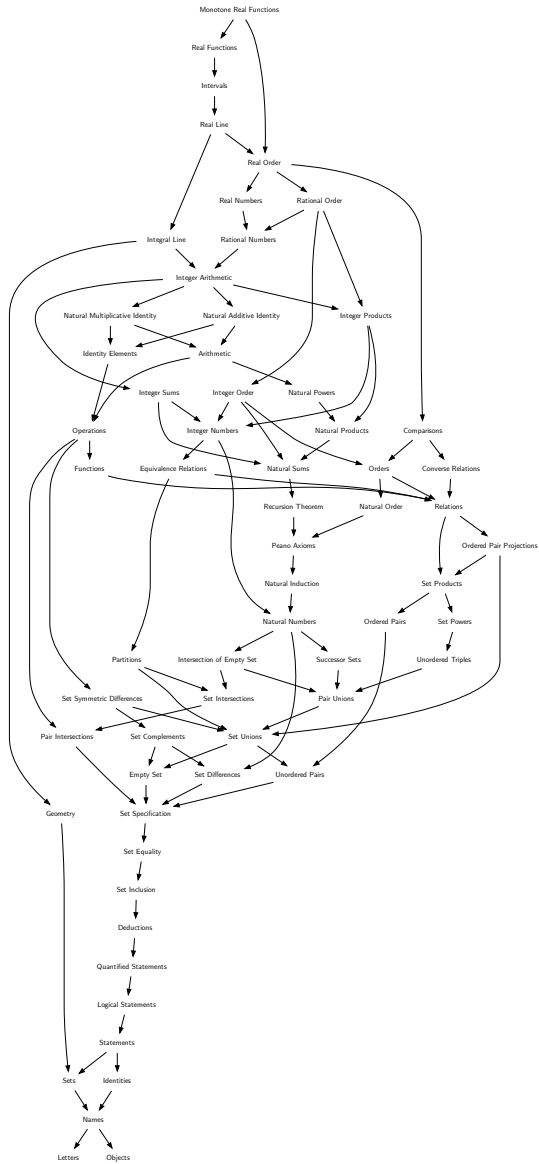 Monotone Real Functions
Real Functions
Intervals
Real Line
Real Order
Real Numbers
Rational Order
Integral Line
Rational Numbers
Integer Arithmetic
Natural Multiplicative Identity
Natural Additive Identity
Integer Products
Identity Elements
Arithmetic
Integer Sums
Integer Order
Natural Powers
Operations
Integer Numbers
Natural Products
Comparisons
Functions
Equivalence Relations
Natural Sums
Orders
Converse Relations
Recursion Theorem
Natural Order
Relations
Peano Axioms
Ordered Pair Projections
Natural Induction
Set Products
Natural Numbers
Ordered Pairs
Set Powers
Partitions
Intersection of Empty Set
Successor Sets
Unordered Triples
Set Symmetric Differences
Set Intersections
Pair Unions
Pair Intersections
Set Complements
Set Unions
Empty Set
Set Differences
Unordered Pairs
Geometry
Set Specification
Set Equality
Set Inclusion
Deductions
Quantified Statements
Logical Statements
Statements
Sets
Identities
Names
Letters
Objects